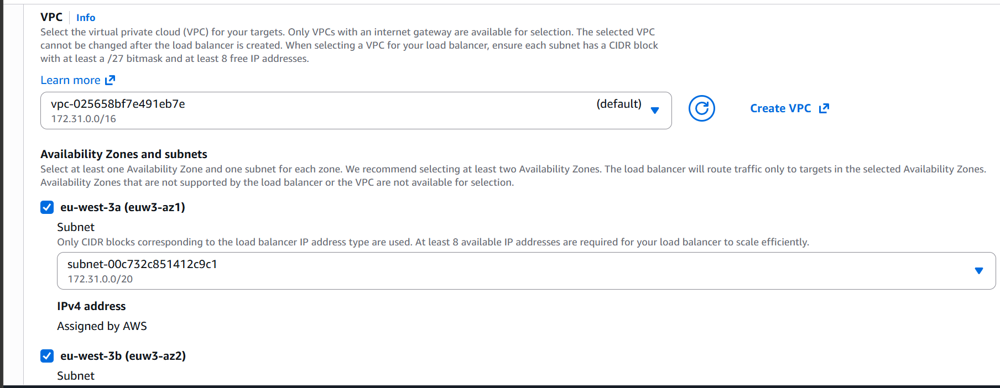 VPC Info
Select the virtual private cloud (VPC) for your targets. Only VPCs with an internet gateway are available for selection. The selected VPC
cannot be changed after the load balancer is created. When selecting a VPC for your load balancer, ensure each subnet has a CIDR block
with at least a /27 bitmask and at least 8 free IP addresses.
Learn more
vpc-025658bf7e491eb7e (default)
172.31.0.0/16
Create VPC
Availability Zones and subnets
Select at least one Availability Zone and one subnet for each zone. We recommend selecting at least two Availability Zones. The load balancer will route traffic only to targets in the selected Availability Zones.
Availability Zones that are not supported by the load balancer or the VPC are not available for selection.
eu-west-3a (euw3-az1)
Subnet
Only CIDR blocks corresponding to the load balancer IP address type are used. At least 8 available IP addresses are required for your load balancer to scale efficiently.
subnet-00c732c851412c9c1
172.31.0.0/20
IPv4 address
Assigned by AWS
eu-west-3b (euw3-az2)
Subnet